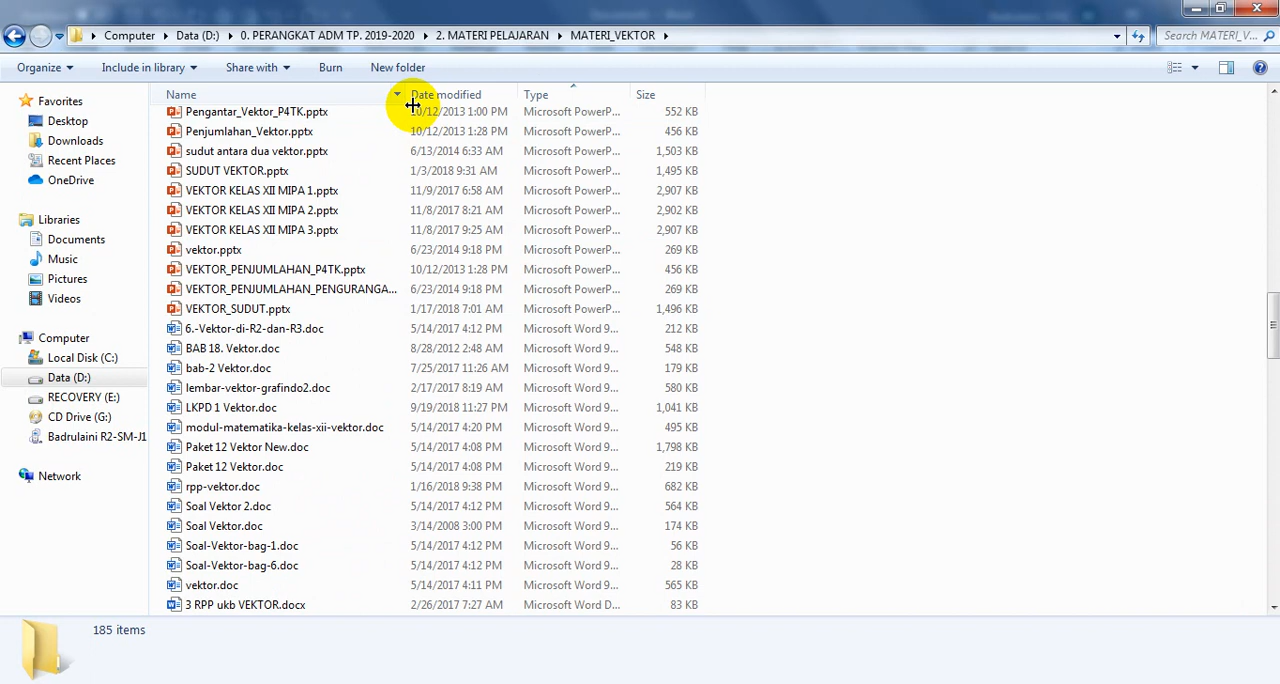 Computer ▸ Data (D:) ▸ 0. PERANGKAT ADM TP. 2019-2020 ▸ 2. MATERI PELAJARAN ▸ MATERI_VEKTOR ▸ Search MATERI_V...
Organize Include in library Share with Burn New folder
Name Date modified Type Size
Favorites
Desktop
Downloads
Recent Places
OneDrive
Libraries
Documents
Music
Pictures
Videos
Computer
Local Disk (C:)
Data (D:)
RECOVERY (E:)
CD Drive (G:)
Badrulaini R2-SM-J1
Network
Pengantar_Vektor_P4TK.pptx 10/12/2013 1:00 PM Microsoft PowerP... 552 KB
Penjumlahan_Vektor.pptx 10/12/2013 1:28 PM Microsoft PowerP... 456 KB
sudut antara dua vektor.pptx 6/13/2014 6:33 AM Microsoft PowerP... 1,503 KB
SUDUT VEKTOR.pptx 1/3/2018 9:31 AM Microsoft PowerP... 1,495 KB
VEKTOR KELAS XII MIPA 1.pptx 11/9/2017 6:58 AM Microsoft PowerP... 2,907 KB
VEKTOR KELAS XII MIPA 2.pptx 11/8/2017 8:21 AM Microsoft PowerP... 2,902 KB
VEKTOR KELAS XII MIPA 3.pptx 11/8/2017 9:25 AM Microsoft PowerP... 2,907 KB
vektor.pptx 6/23/2014 9:18 PM Microsoft PowerP... 269 KB
VEKTOR_PENJUMLAHAN_P4TK.pptx 10/12/2013 1:28 PM Microsoft PowerP... 456 KB
VEKTOR_PENJUMLAHAN_PENGURANGA... 6/23/2014 9:18 PM Microsoft PowerP... 269 KB
VEKTOR_SUDUT.pptx 1/17/2018 7:01 AM Microsoft PowerP... 1,496 KB
6.-Vektor-di-R2-dan-R3.doc 5/14/2017 4:12 PM Microsoft Word 9... 212 KB
BAB 18. Vektor.doc 8/28/2012 2:48 AM Microsoft Word 9... 548 KB
bab-2 Vektor.doc 7/25/2017 11:26 AM Microsoft Word 9... 179 KB
lembar-vektor-grafindo2.doc 2/17/2017 8:19 AM Microsoft Word 9... 580 KB
LKPD 1 Vektor.doc 9/19/2018 11:27 PM Microsoft Word 9... 1,041 KB
modul-matematika-kelas-xii-vektor.doc 5/14/2017 4:20 PM Microsoft Word 9... 495 KB
Paket 12 Vektor New.doc 5/14/2017 4:08 PM Microsoft Word 9... 1,798 KB
Paket 12 Vektor.doc 5/14/2017 4:08 PM Microsoft Word 9... 219 KB
rpp-vektor.doc 1/16/2018 9:38 PM Microsoft Word 9... 682 KB
Soal Vektor 2.doc 5/14/2017 4:12 PM Microsoft Word 9... 564 KB
Soal Vektor.doc 3/14/2008 3:00 PM Microsoft Word 9... 174 KB
Soal-Vektor-bag-1.doc 5/14/2017 4:12 PM Microsoft Word 9... 56 KB
Soal-Vektor-bag-6.doc 5/14/2017 4:12 PM Microsoft Word 9... 28 KB
vektor.doc 5/14/2017 4:11 PM Microsoft Word 9... 565 KB
3 RPP ukb VEKTOR.docx 2/26/2017 7:27 AM Microsoft Word D... 83 KB
185 items